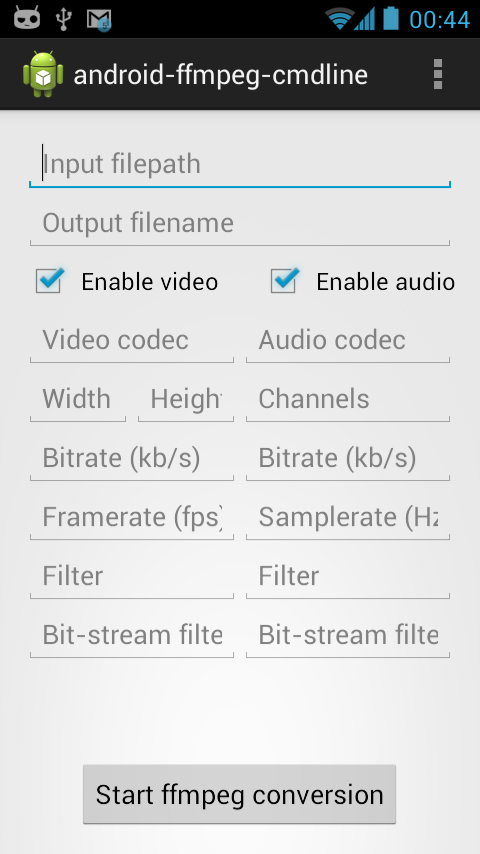 00:44
android-ffmpeg-cmdline
Input filepath
Output filename
Enable video Enable audio
Video codec Audio codec
Width Height Channels
Bitrate (kb/s) Bitrate (kb/s)
Framerate (fps) Samplerate (Hz
Filter Filter
Bit-stream filte Bit-stream filte
Start ffmpeg conversion